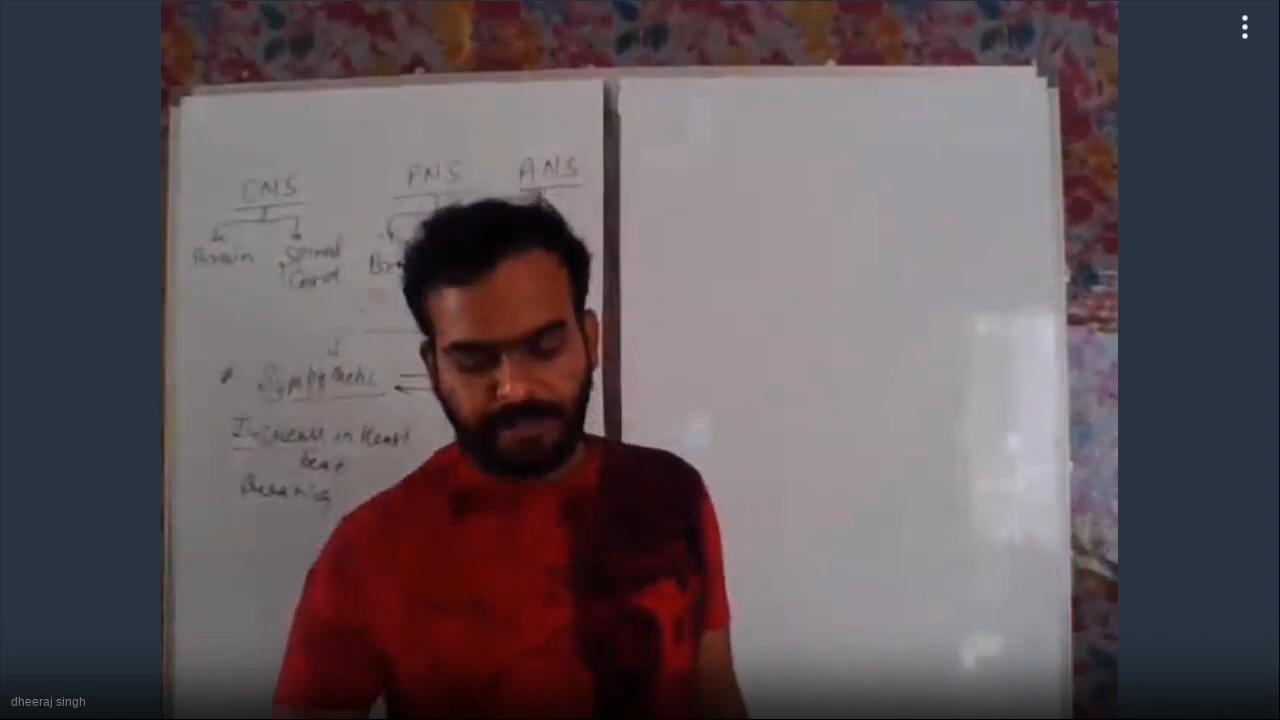 CNS PNS ANS
Brain Spinal
Cord
Sympathetic
Increase in Heart
beat
dheeraj singh